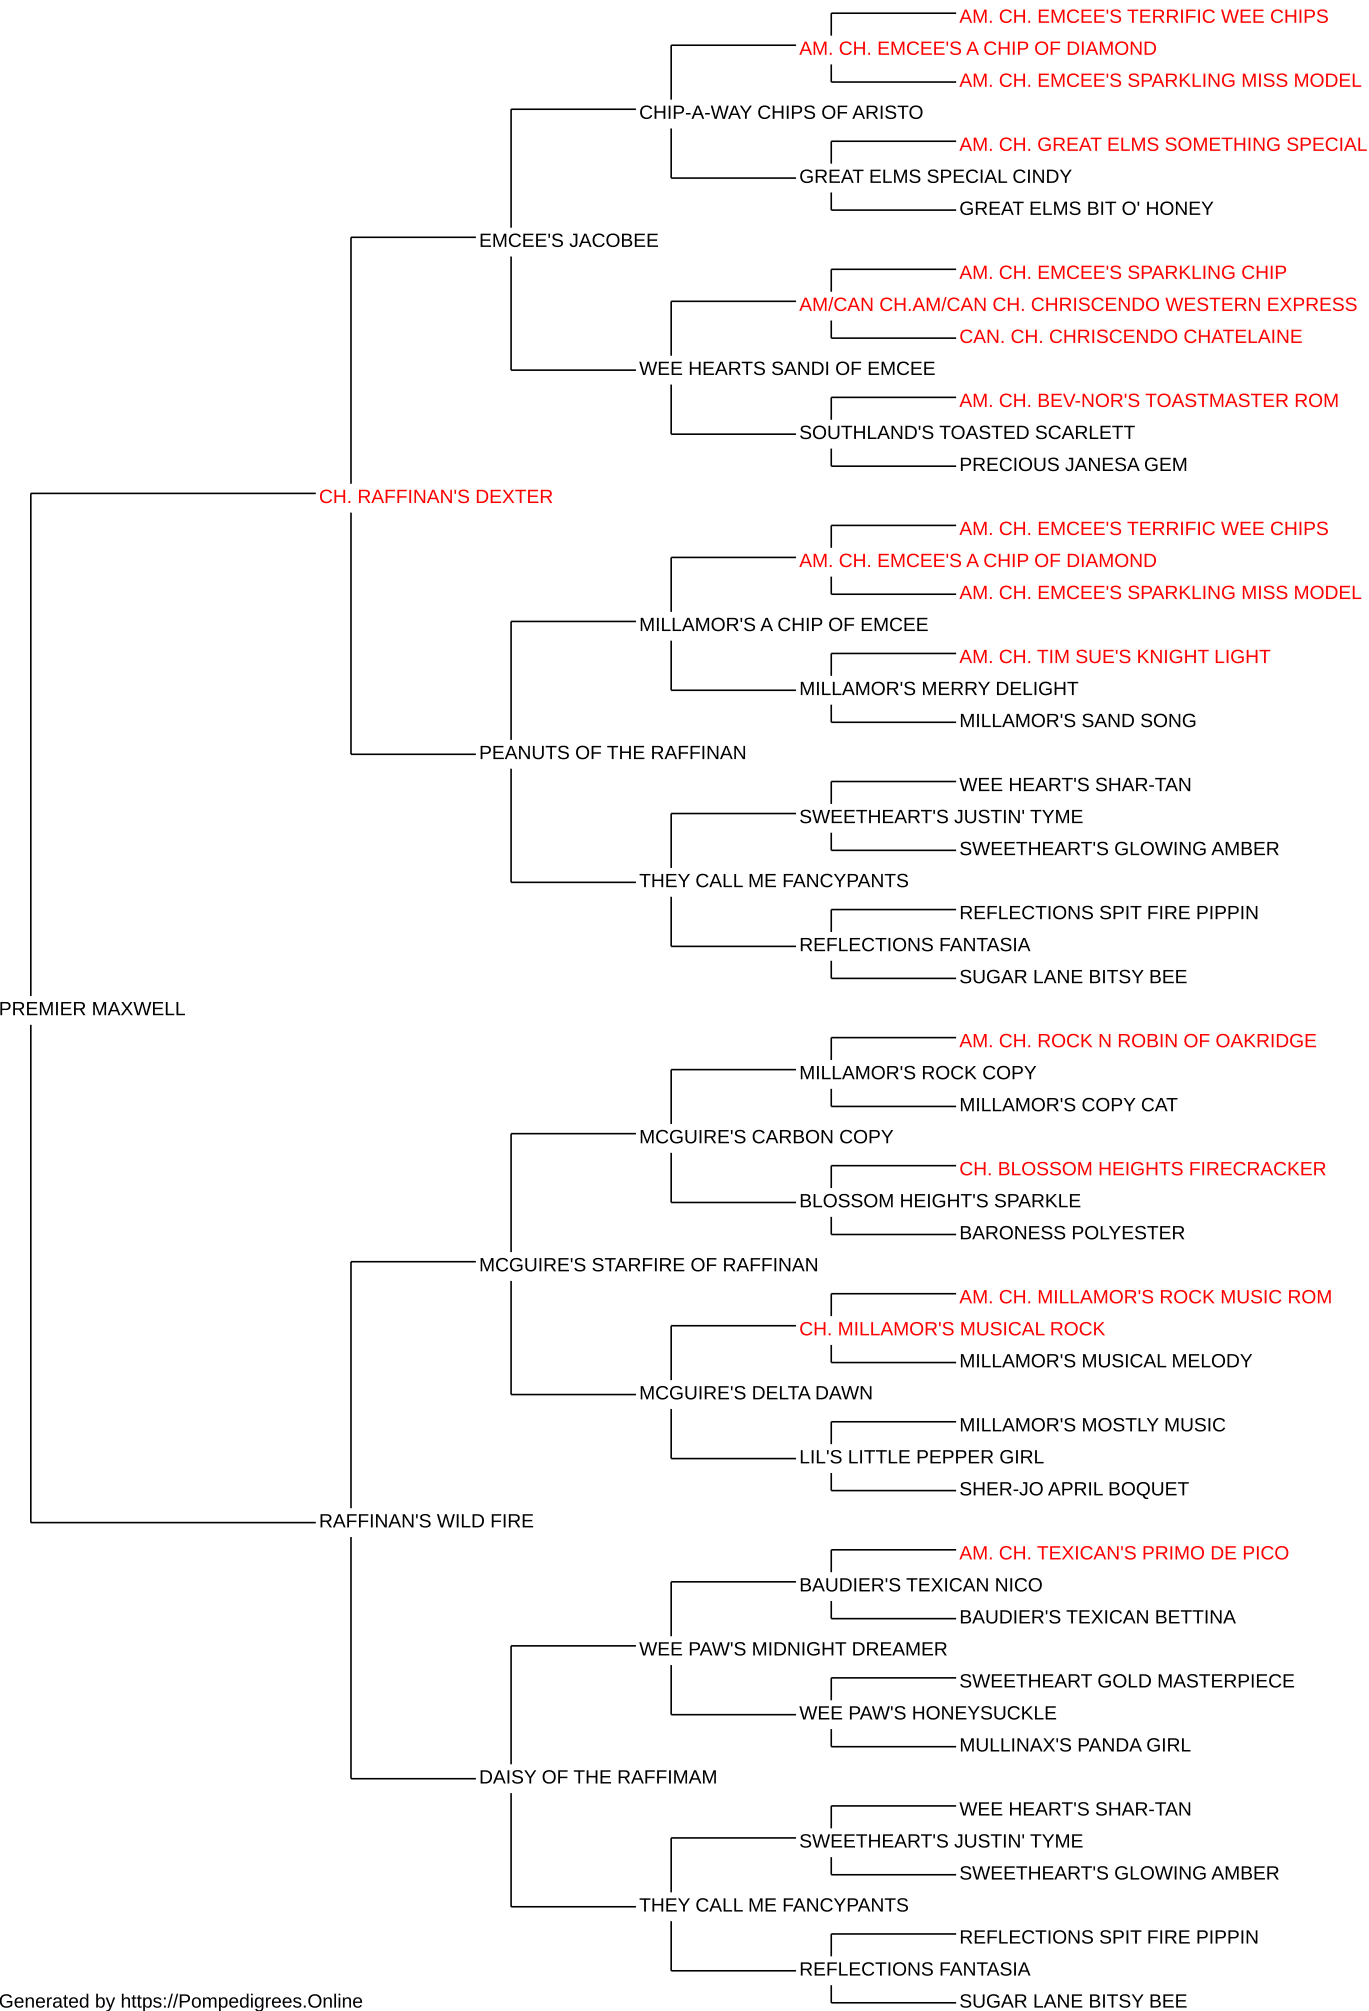 AM. CH. EMCEE'S TERRIFIC WEE CHIPS
AM. CH. EMCEE'S A CHIP OF DIAMOND
AM. CH. EMCEE'S SPARKLING MISS MODEL
CHIP-A-WAY CHIPS OF ARISTO
AM. CH. GREAT ELMS SOMETHING SPECIAL
GREAT ELMS SPECIAL CINDY
GREAT ELMS BIT O' HONEY
EMCEE'S JACOBEE
AM. CH. EMCEE'S SPARKLING CHIP
AM/CAN CH.AM/CAN CH. CHRISCENDO WESTERN EXPRESS
CAN. CH. CHRISCENDO CHATELAINE
WEE HEARTS SANDI OF EMCEE
AM. CH. BEV-NOR'S TOASTMASTER ROM
SOUTHLAND'S TOASTED SCARLETT
PRECIOUS JANESA GEM
CH. RAFFINAN'S DEXTER
AM. CH. EMCEE'S TERRIFIC WEE CHIPS
AM. CH. EMCEE'S A CHIP OF DIAMOND
AM. CH. EMCEE'S SPARKLING MISS MODEL
MILLAMOR'S A CHIP OF EMCEE
AM. CH. TIM SUE'S KNIGHT LIGHT
MILLAMOR'S MERRY DELIGHT
MILLAMOR'S SAND SONG
PEANUTS OF THE RAFFINAN
WEE HEART'S SHAR-TAN
SWEETHEART'S JUSTIN' TYME
SWEETHEART'S GLOWING AMBER
THEY CALL ME FANCYPANTS
REFLECTIONS SPIT FIRE PIPPIN
REFLECTIONS FANTASIA
SUGAR LANE BITSY BEE
PREMIER MAXWELL
AM. CH. ROCK N ROBIN OF OAKRIDGE
MILLAMOR'S ROCK COPY
MILLAMOR'S COPY CAT
MCGUIRE'S CARBON COPY
CH. BLOSSOM HEIGHTS FIRECRACKER
BLOSSOM HEIGHT'S SPARKLE
BARONESS POLYESTER
MCGUIRE'S STARFIRE OF RAFFINAN
AM. CH. MILLAMOR'S ROCK MUSIC ROM
CH. MILLAMOR'S MUSICAL ROCK
MILLAMOR'S MUSICAL MELODY
MCGUIRE'S DELTA DAWN
MILLAMOR'S MOSTLY MUSIC
LIL'S LITTLE PEPPER GIRL
SHER-JO APRIL BOQUET
RAFFINAN'S WILD FIRE
AM. CH. TEXICAN'S PRIMO DE PICO
BAUDIER'S TEXICAN NICO
BAUDIER'S TEXICAN BETTINA
WEE PAW'S MIDNIGHT DREAMER
SWEETHEART GOLD MASTERPIECE
WEE PAW'S HONEYSUCKLE
MULLINAX'S PANDA GIRL
DAISY OF THE RAFFIMAM
WEE HEART'S SHAR-TAN
SWEETHEART'S JUSTIN' TYME
SWEETHEART'S GLOWING AMBER
THEY CALL ME FANCYPANTS
REFLECTIONS SPIT FIRE PIPPIN
REFLECTIONS FANTASIA
SUGAR LANE BITSY BEE
Generated by https://Pompedigrees.Online